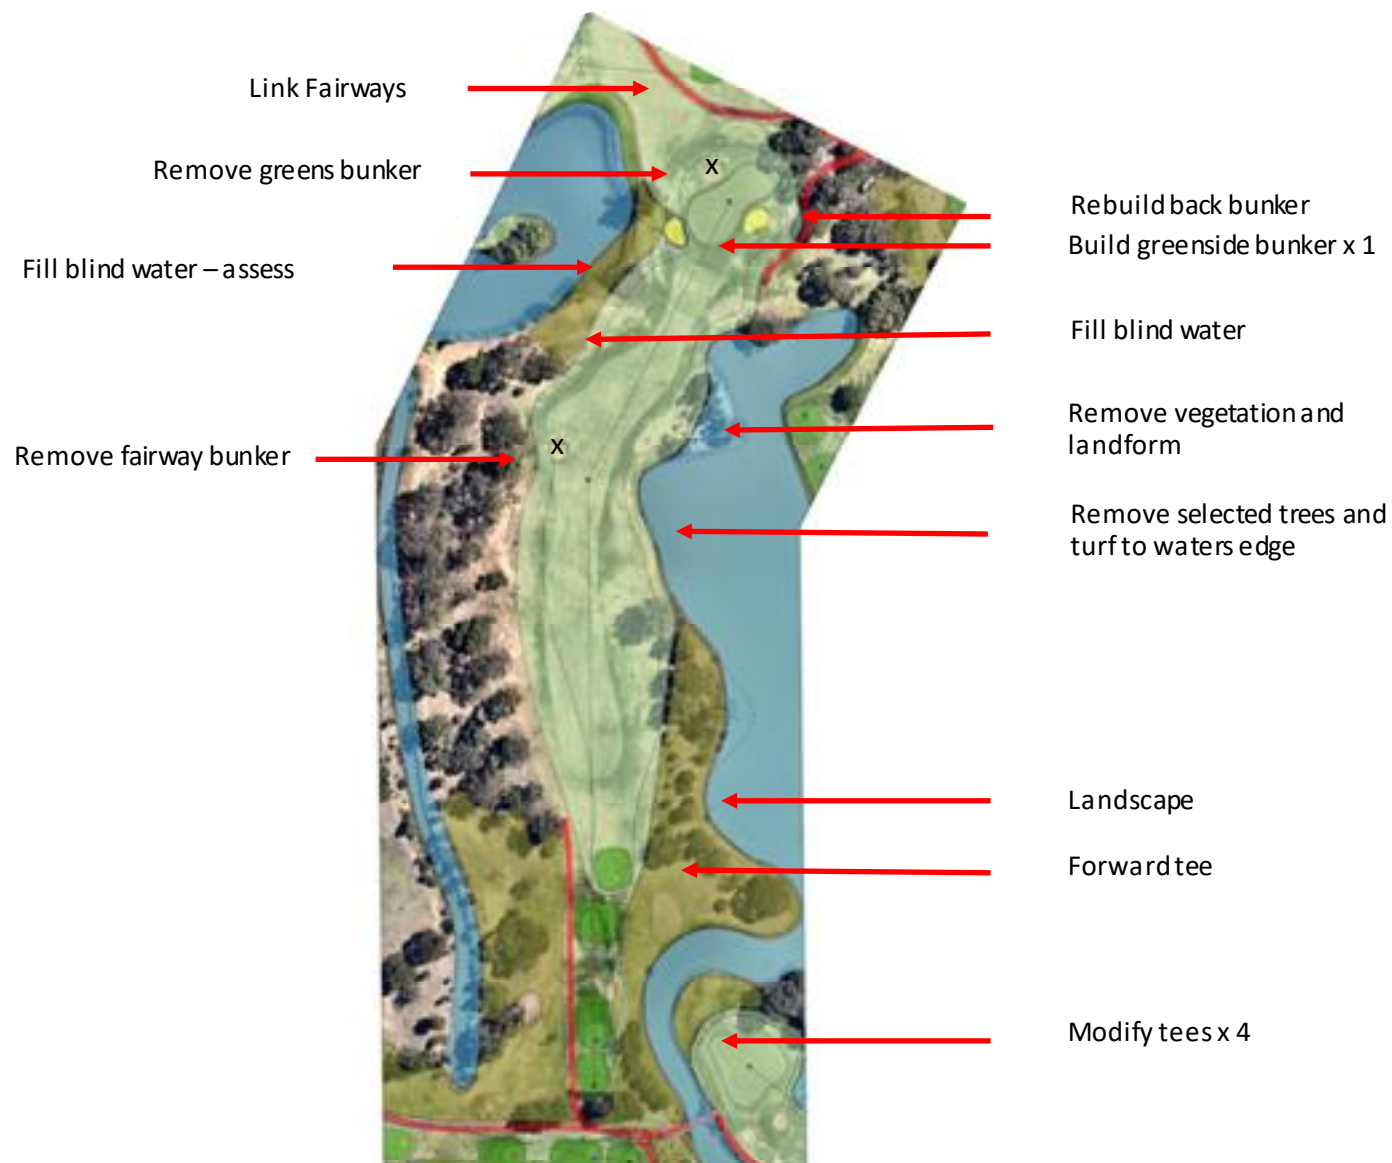 Link Fairways
Remove greens bunker
x
Rebuild back bunker
Build greenside bunker x 1
Fill blind water – assess
Fill blind water
Remove vegetation and
landform
x
Remove fairway bunker
Remove selected trees and
turf to waters edge
Landscape
Forward tee
Modify tees x 4